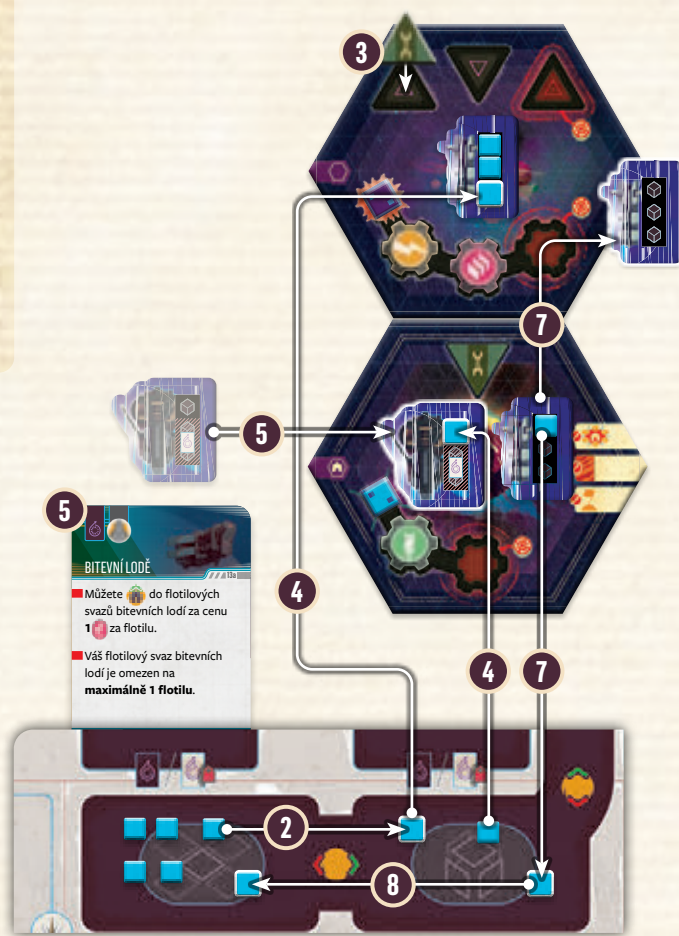 3
7
5
5
BITEVNÍ LODĚ
13a
Můžete do flotilových
svazů bitevních lodí za cenu
1 za flotilu.
Váš flotilový svaz bitevních
lodí je omezen na
maximálně 1 flotilu.
4
4
7
2
8